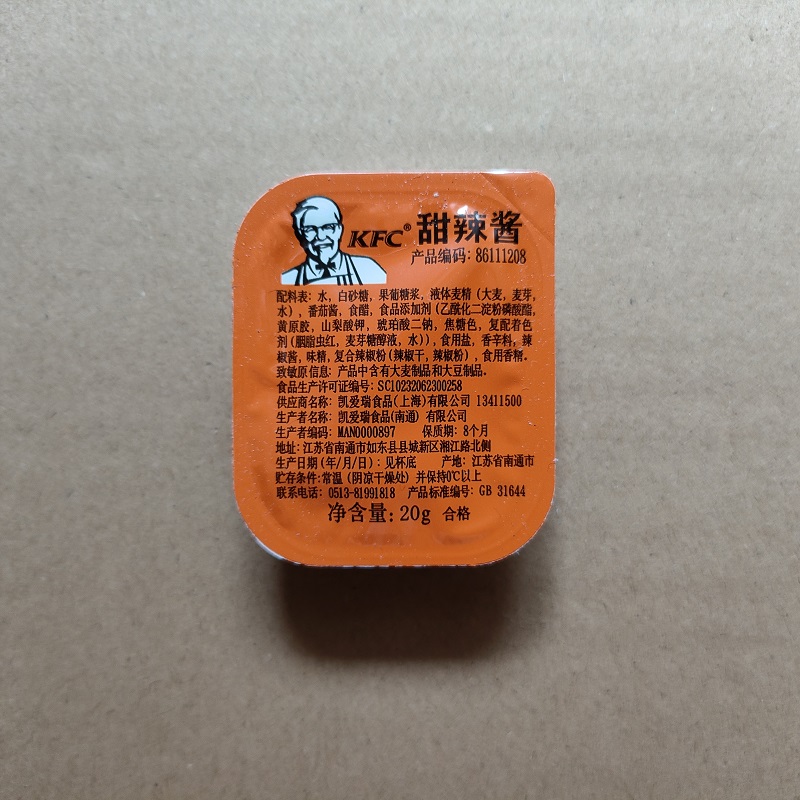 KFC® 甜辣酱
产品编码: 86111208
配料表: 水, 白砂糖, 果葡糖浆, 液体麦精 (大麦, 麦芽,
水), 番茄酱, 食醋, 食品添加剂 (乙酰化二淀粉磷酸酯,
黄原胶, 山梨酸钾, 琥珀酸二钠, 焦糖色, 复配着色
剂 (胭脂虫红, 麦芽糖醇液, 水)), 食用盐, 香辛料, 辣
椒酱, 味精, 复合辣椒粉 (辣椒干, 辣椒粉), 食用香精.
致敏原信息: 产品中含有大麦制品和大豆制品.
食品生产许可证编号: SC10232062300258
供应商名称: 凯爱瑞食品(上海)有限公司 13411500
生产者名称: 凯爱瑞食品(南通) 有限公司
生产者编码: MAN0000897 保质期: 8个月
地址: 江苏省南通市如东县县城新区湘江路北侧
生产日期 (年/月/日): 见杯底 产地: 江苏省南通市
贮存条件: 常温 (阴凉干燥处) 并保持0℃以上
联系电话: 0513-81991818 产品标准编号: GB 31644
净含量: 20g 合格